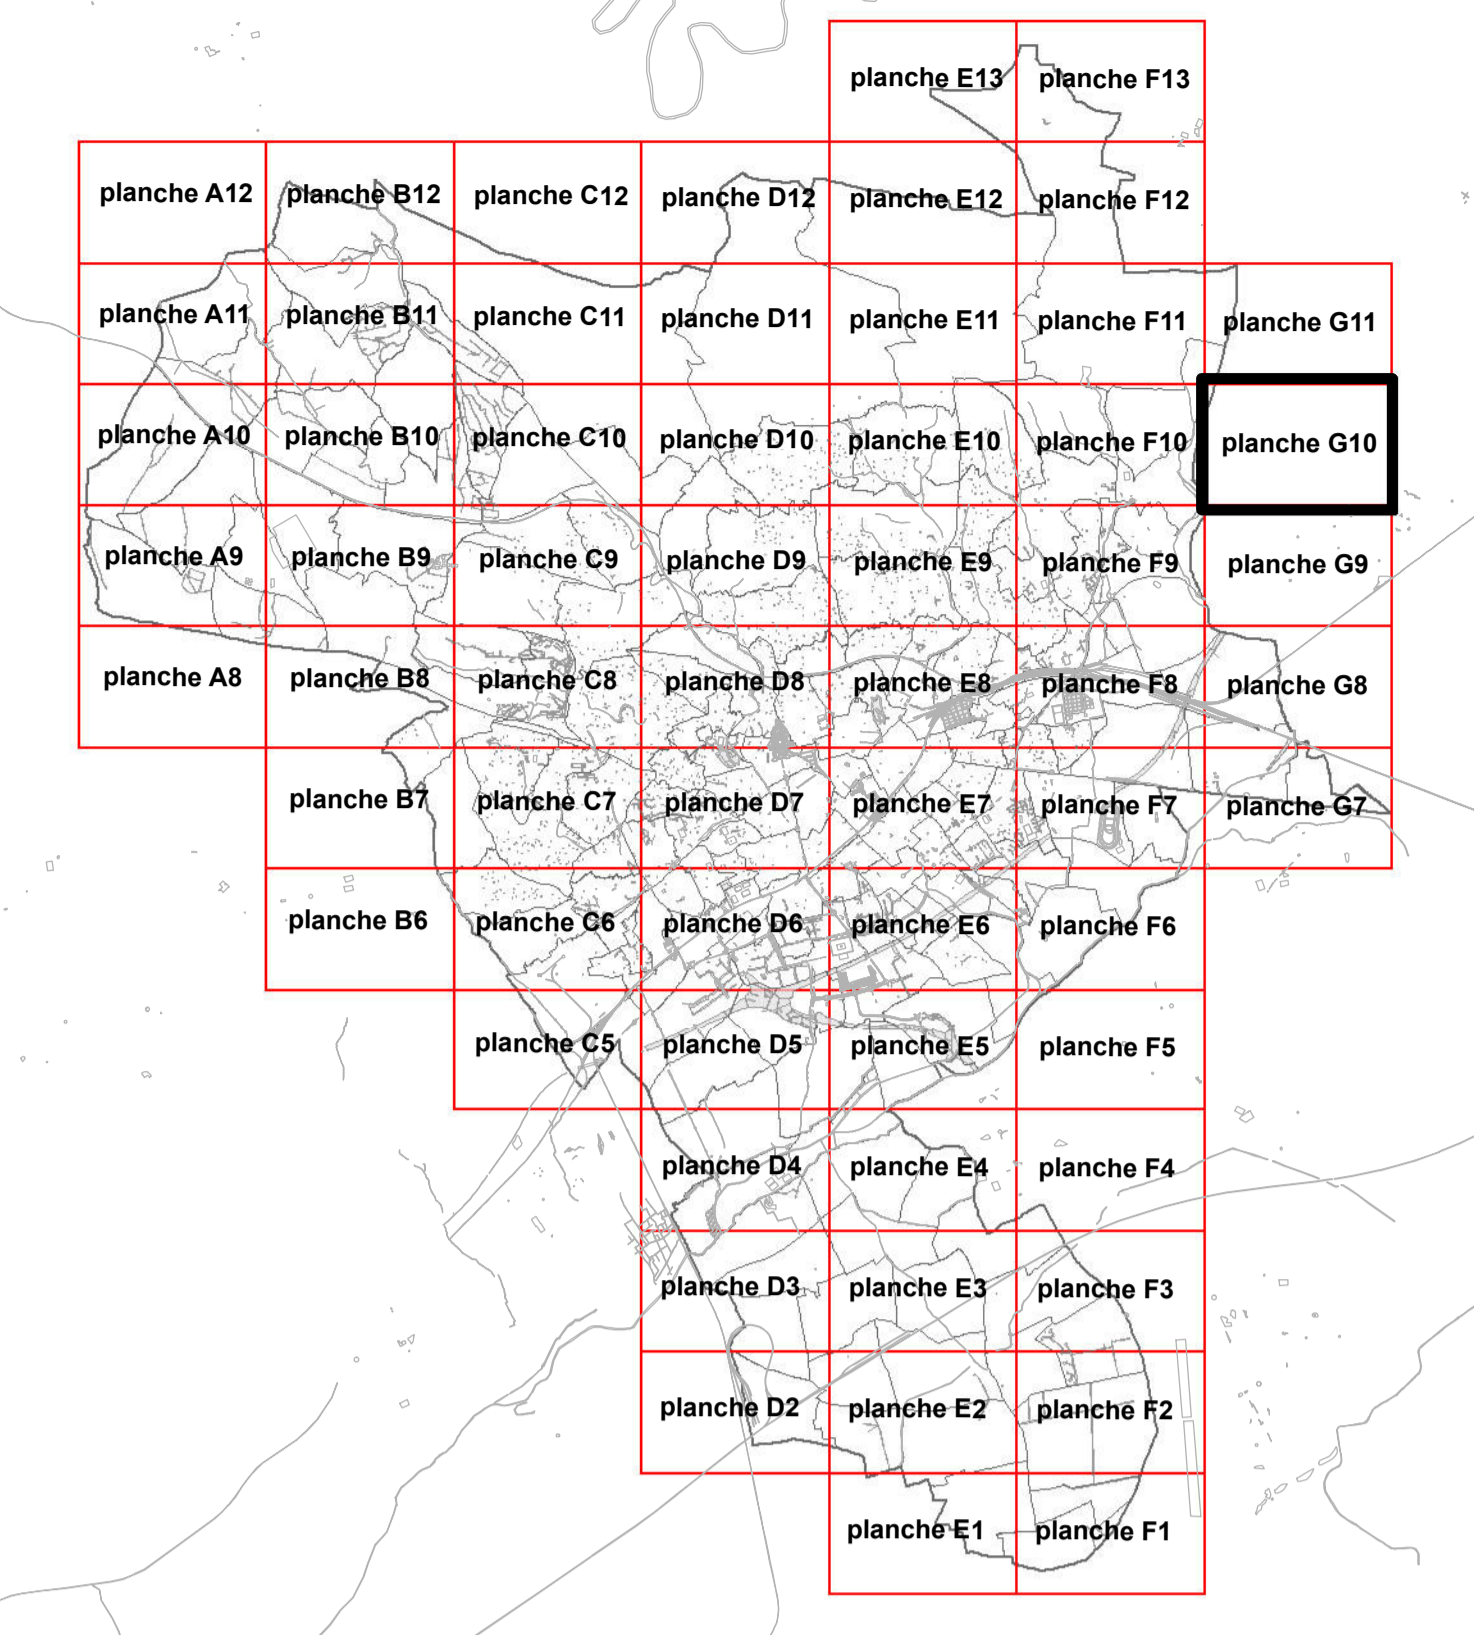 planche E13 planche F13
planche A12 planche B12 planche C12 planche D12 planche E12 planche F12
planche A11 planche B11 planche C11 planche D11 planche E11 planche F11 planche G11
planche A10 planche B10 planche C10 planche D10 planche E10 planche F10 planche G10
planche A9 planche B9 planche C9 planche D9 planche E9 planche F9 planche G9
planche A8 planche B8 planche C8 planche D8 planche E8 planche F8 planche G8
planche B7 planche C7 planche D7 planche E7 planche F7 planche G7
planche B6 planche C6 planche D6 planche E6 planche F6
planche C5 planche D5 planche E5 planche F5
planche D4 planche E4 planche F4
planche D3 planche E3 planche F3
planche D2 planche E2 planche F2
planche E1 planche F1